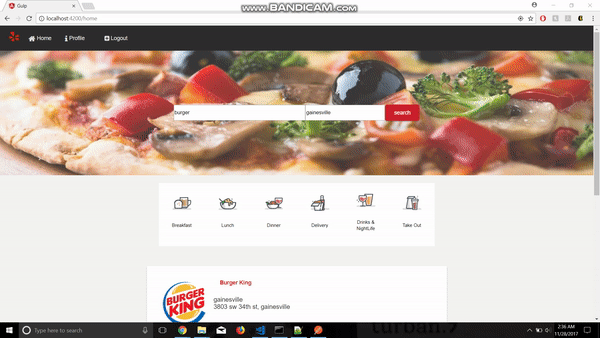 www.BANDICAM.com
Gulp
localhost:4200/home
Home
Profile
Logout
burger
gainesville
search
Breakfast
Lunch
Dinner
Delivery
Drinks &
NightLife
Take Out
BURGER
KING
Burger King
gainesville
3803 sw 34th st, gainesville
Type here to search
2:36 AM
11/28/2017